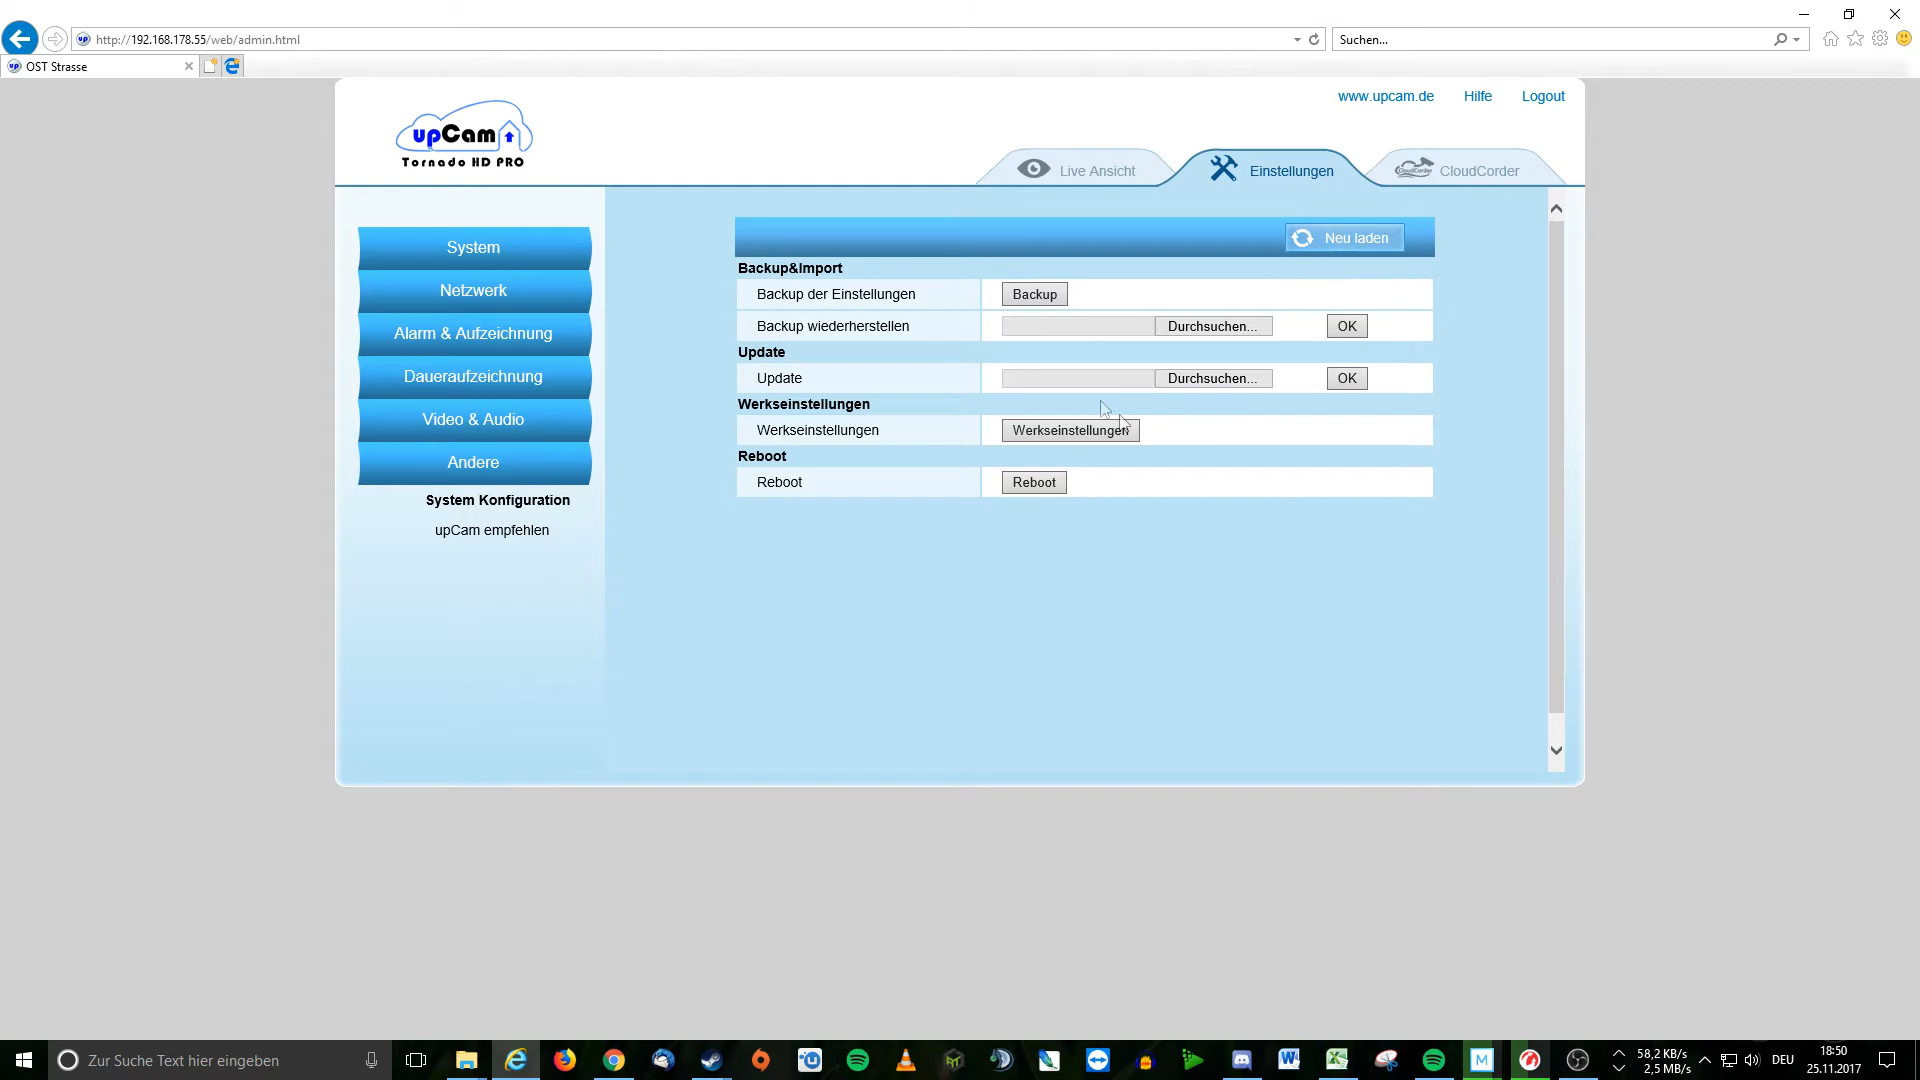 http://192.168.178.55/web/admin.html
Suchen...
OST Strasse
www.upcam.de
Hilfe
Logout
upCam
Tornado HD PRO
Live Ansicht
Einstellungen
CloudCorder
CloudCorder
System
Netzwerk
Alarm & Aufzeichnung
Daueraufzeichnung
Video & Audio
Andere
System Konfiguration
upCam empfehlen
Neu laden
Backup&Import
Backup der Einstellungen
Backup
Backup wiederherstellen
Durchsuchen...
OK
Update
Update
Durchsuchen...
OK
Werkseinstellungen
Werkseinstellungen
Werkseinstellungen
Reboot
Reboot
Reboot
Zur Suche Text hier eingeben
58,2 KB/s
2,5 MB/s
DEU
18:50
25.11.2017